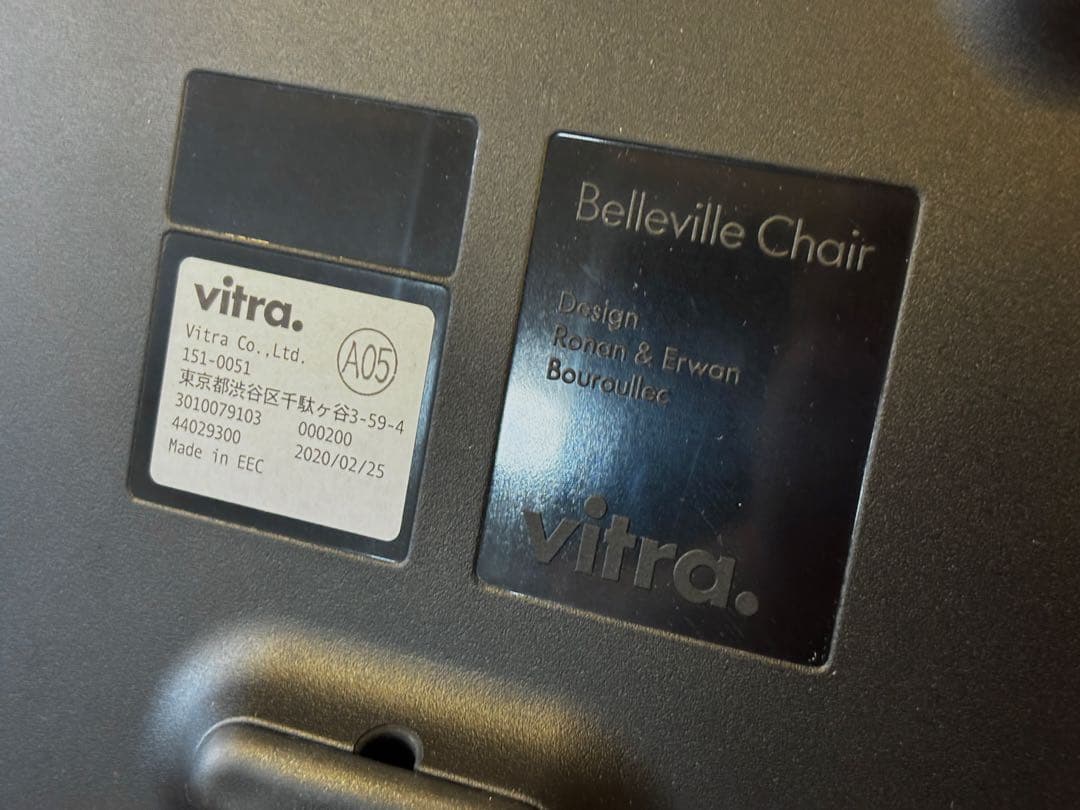 vitra.
Vitra Co.,Ltd.
A05
151-0051
東京都渋谷区千駄ヶ谷3-59-4
3010079103 000200
44029300 2020/02/25
Made in EEC
Belleville Chair
Design
Ronan & Erwan
Bouroullec
vitra.